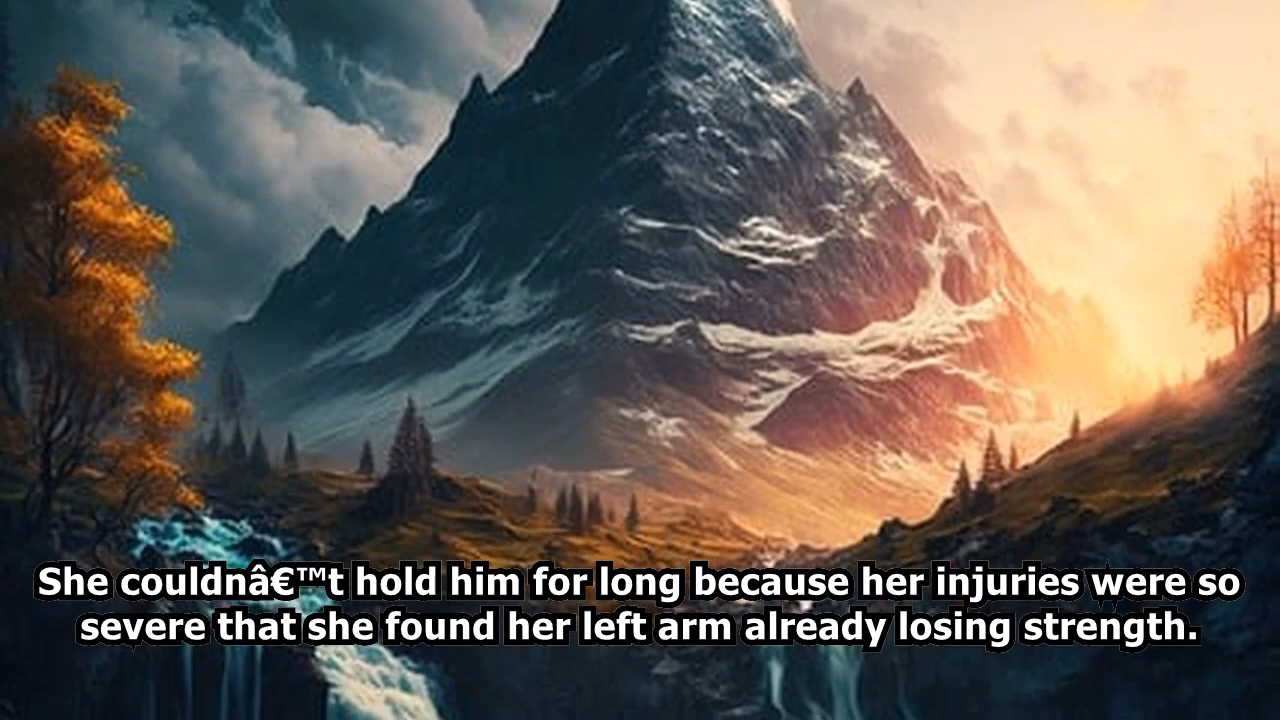 She couldnâ€™t hold him for long because her injuries were so
severe that she found her left arm already losing strength.